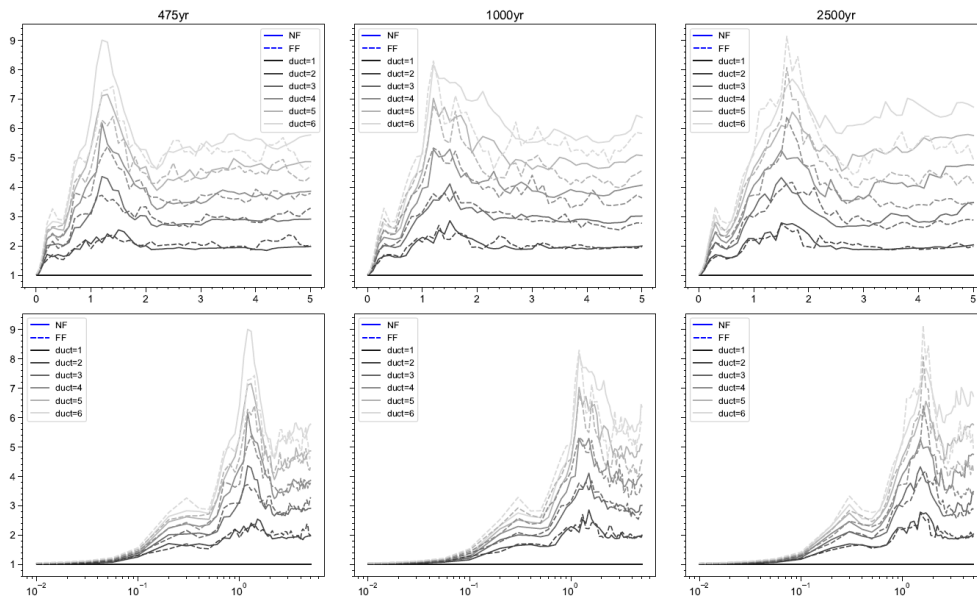 475yr
1000yr
2500yr
9
8
7
6
5
4
3
2
1
NF
FF
duct=1
duct=2
duct=3
duct=4
duct=5
duct=6
NF
FF
duct=1
duct=2
duct=3
duct=4
duct=5
duct=6
NF
FF
duct=1
duct=2
duct=3
duct=4
duct=5
duct=6
0 1 2 3 4 5
0 1 2 3 4 5
0 1 2 3 4 5
9
8
7
6
5
4
3
2
1
NF
FF
duct=1
duct=2
duct=3
duct=4
duct=5
duct=6
NF
FF
duct=1
duct=2
duct=3
duct=4
duct=5
duct=6
NF
FF
duct=1
duct=2
duct=3
duct=4
duct=5
duct=6
10⁻² 10⁻¹ 10⁰
10⁻² 10⁻¹ 10⁰
10⁻² 10⁻¹ 10⁰